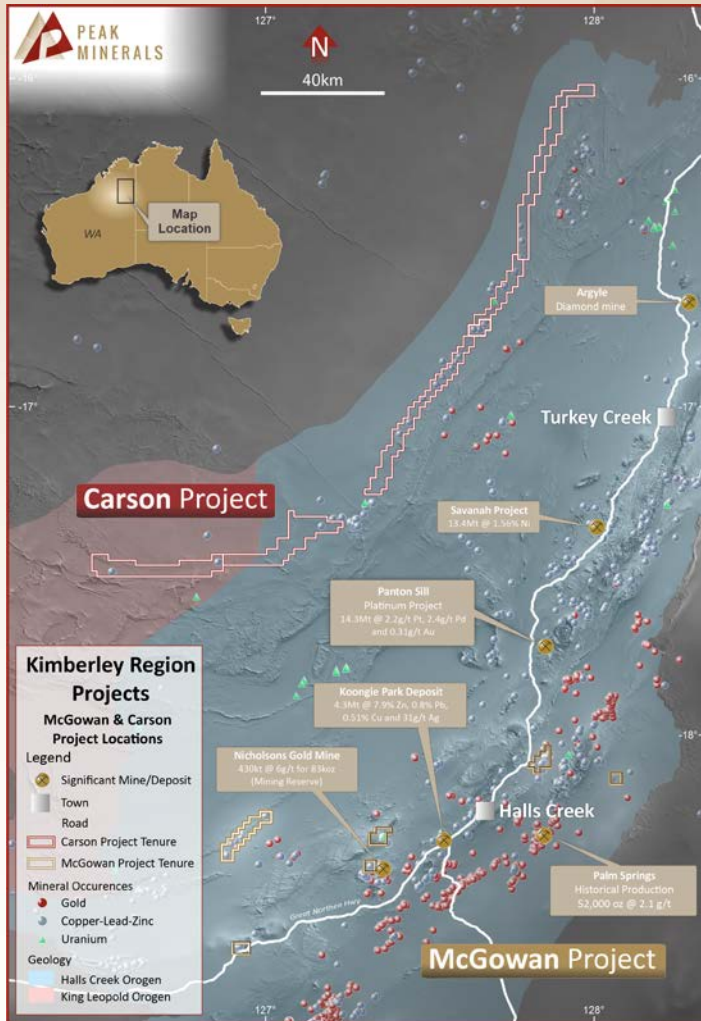 PEAK
MINERALS
127°
128°
N
40km
-16°
-16°
WA
Map
Location
Argyle
Diamond mine
-17°
-17°
Turkey Creek
Carson Project
Savanah Project
13.4Mt @ 1.56% Ni
Panton Sill
Platinum Project
14.3Mt @ 2.2g/t Pt, 2.4g/t Pd
and 0.31g/t Au
Kimberley Region
Projects
McGowan & Carson
Project Locations
Legend
Significant Mine/Deposit
Town
Road
Carson Project Tenure
McGowan Project Tenure
Mineral Occurences
Gold
Copper-Lead-Zinc
Uranium
Geology
Halls Creek Orogen
King Leopold Orogen
Koongie Park Deposit
4.3Mt @ 7.9% Zn, 0.8% Pb,
0.51% Cu and 31g/t Ag
-18°
Nicholsons Gold Mine
430kt @ 6g/t for 83koz
(Mining Reserve)
Halls Creek
Palm Springs
Historical Production
52,000 oz @ 2.1 g/t
Great Northen Hwy
McGowan Project
127°
128°